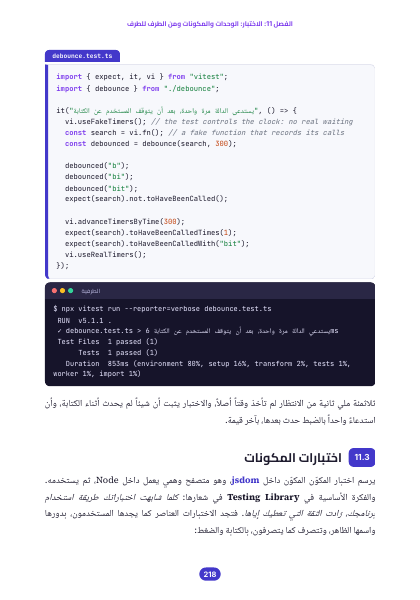 الفصل 11: الاختبار: الوحدات والمكونات ومن الطرف للطرف
debounce.test.ts
import { expect, it, vi } from "vitest";
import { debounce } from "./debounce";
it("يستدعي الدالة مرة واحدة، بعد أن يتوقف المستخدم عن الكتابة", () => {
vi.useFakeTimers(); // the test controls the clock: no real waiting
const search = vi.fn(); // a fake function that records its calls
const debounced = debounce(search, 300);
debounced("b");
debounced("bi");
debounced("bit");
expect(search).not.toHaveBeenCalled();
vi.advanceTimersByTime(300);
expect(search).toHaveBeenCalledTimes(1);
expect(search).toHaveBeenCalledWith("bit");
vi.useRealTimers();
});
الطرفية
$ npx vitest run --reporter=verbose debounce.test.ts
RUN v5.1.1 .
✓ debounce.test.ts > يستدعي الدالة مرة واحدة، بعد أن يتوقف المستخدم عن الكتابة 6ms
Test Files 1 passed (1)
Tests 1 passed (1)
Duration 853ms (environment 80%, setup 16%, transform 2%, tests 1%,
worker 1%, import 1%)
ثلاثمئة ملي ثانية من الانتظار لم تأخذ وقتاً أصلاً، والاختبار يثبت أن شيئاً لم يحدث أثناء الكتابة، وأن
استدعاءً واحداً بالضبط حدث بعدها، بآخر قيمة.
11.3 اختبارات المكونات
يرسم اختبار المكوّن المكوّن داخل jsdom، وهو متصفح وهمي يعمل داخل Node، ثم يستخدمه.
والفكرة الأساسية في Testing Library في شعارها: كلما شابهت اختباراتك طريقة استخدام
برنامجك، زادت الثقة التي تعطيك إياها. فتجد الاختبارات العناصر كما يجدها المستخدمون، بدورها
واسمها الظاهر، وتتصرف كما يتصرفون، بالكتابة والضغط:
218